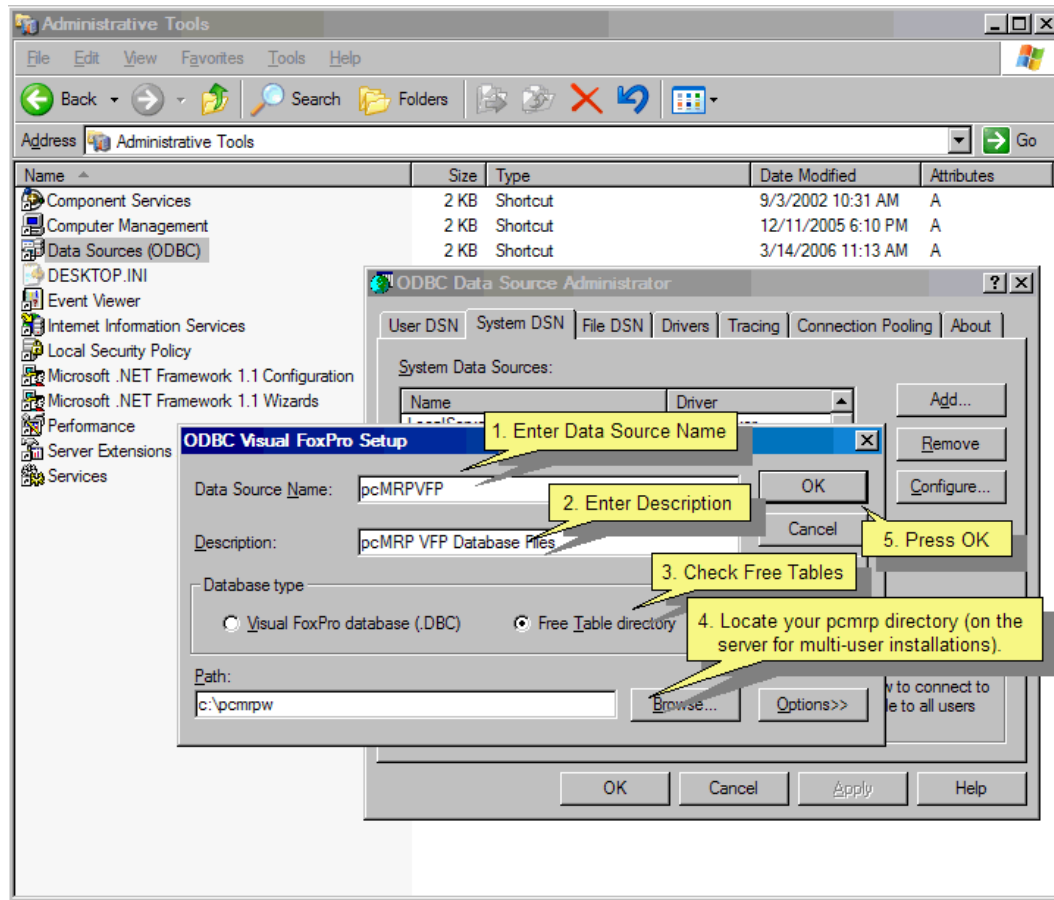 Administrative Tools
File Edit View Favorites Tools Help
Back Search Folders
Address Administrative Tools Go
Name Size Type Date Modified Attributes
Component Services 2 KB Shortcut 9/3/2002 10:31 AM A
Computer Management 2 KB Shortcut 12/11/2005 6:10 PM A
Data Sources (ODBC) 2 KB Shortcut 3/14/2006 11:13 AM A
DESKTOP.INI
Event Viewer
Internet Information Services
Local Security Policy
Microsoft .NET Framework 1.1 Configuration
Microsoft .NET Framework 1.1 Wizards
Performance
Server Extensions
Services
ODBC Data Source Administrator
User DSN System DSN File DSN Drivers Tracing Connection Pooling About
System Data Sources:
Name Driver
Add...
Remove
Configure...
ODBC Visual FoxPro Setup
1. Enter Data Source Name
Data Source Name: pcMRPVFP
OK
2. Enter Description
Description: pcMRP VFP Database Files
Cancel
5. Press OK
3. Check Free Tables
Database type
Visual FoxPro database (.DBC) Free Table directory
4. Locate your pcmrp directory (on the
server for multi-user installations).
Path:
c:\pcmrpw
Browse... Options>>
to connect to
to all users
OK Cancel Apply Help